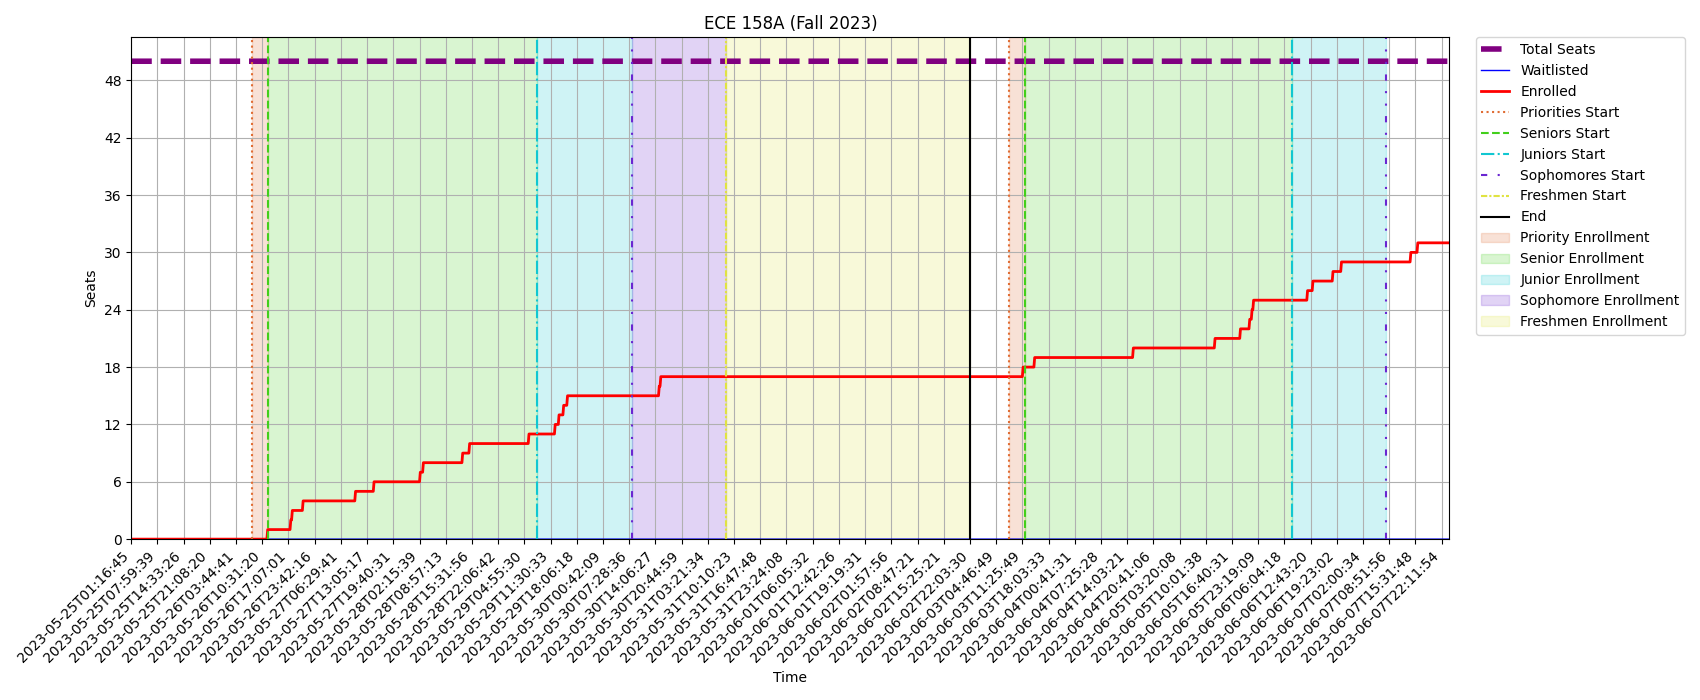 ECE 158A (Fall 2023)
Seats
48
42
36
30
24
18
12
6
0
2023-05-25T01:16:45
2023-05-25T07:59:39
2023-05-25T14:33:26
2023-05-25T21:08:20
2023-05-26T03:44:41
2023-05-26T10:31:20
2023-05-26T17:07:01
2023-05-26T23:42:16
2023-05-27T06:29:41
2023-05-27T13:05:17
2023-05-27T19:40:31
2023-05-28T02:15:39
2023-05-28T08:57:13
2023-05-28T15:31:56
2023-05-28T22:06:42
2023-05-29T04:55:30
2023-05-29T11:30:33
2023-05-29T18:06:18
2023-05-30T00:42:09
2023-05-30T07:28:36
2023-05-30T14:06:27
2023-05-30T20:44:59
2023-05-31T03:21:34
2023-05-31T10:10:23
2023-05-31T16:47:48
2023-05-31T23:24:08
2023-06-01T06:05:32
2023-06-01T12:42:26
2023-06-01T19:19:31
2023-06-02T01:57:56
2023-06-02T08:47:21
2023-06-02T15:25:21
2023-06-02T22:03:30
2023-06-03T04:46:49
2023-06-03T11:25:49
2023-06-03T18:03:33
2023-06-04T00:41:31
2023-06-04T07:25:28
2023-06-04T14:03:21
2023-06-04T20:41:06
2023-06-05T03:20:08
2023-06-05T10:01:38
2023-06-05T16:40:31
2023-06-05T23:19:09
2023-06-06T06:04:18
2023-06-06T12:43:20
2023-06-06T19:23:02
2023-06-07T02:00:34
2023-06-07T08:51:56
2023-06-07T15:31:48
2023-06-07T22:11:54
Time
Total Seats
Waitlisted
Enrolled
Priorities Start
Seniors Start
Juniors Start
Sophomores Start
Freshmen Start
End
Priority Enrollment
Senior Enrollment
Junior Enrollment
Sophomore Enrollment
Freshmen Enrollment